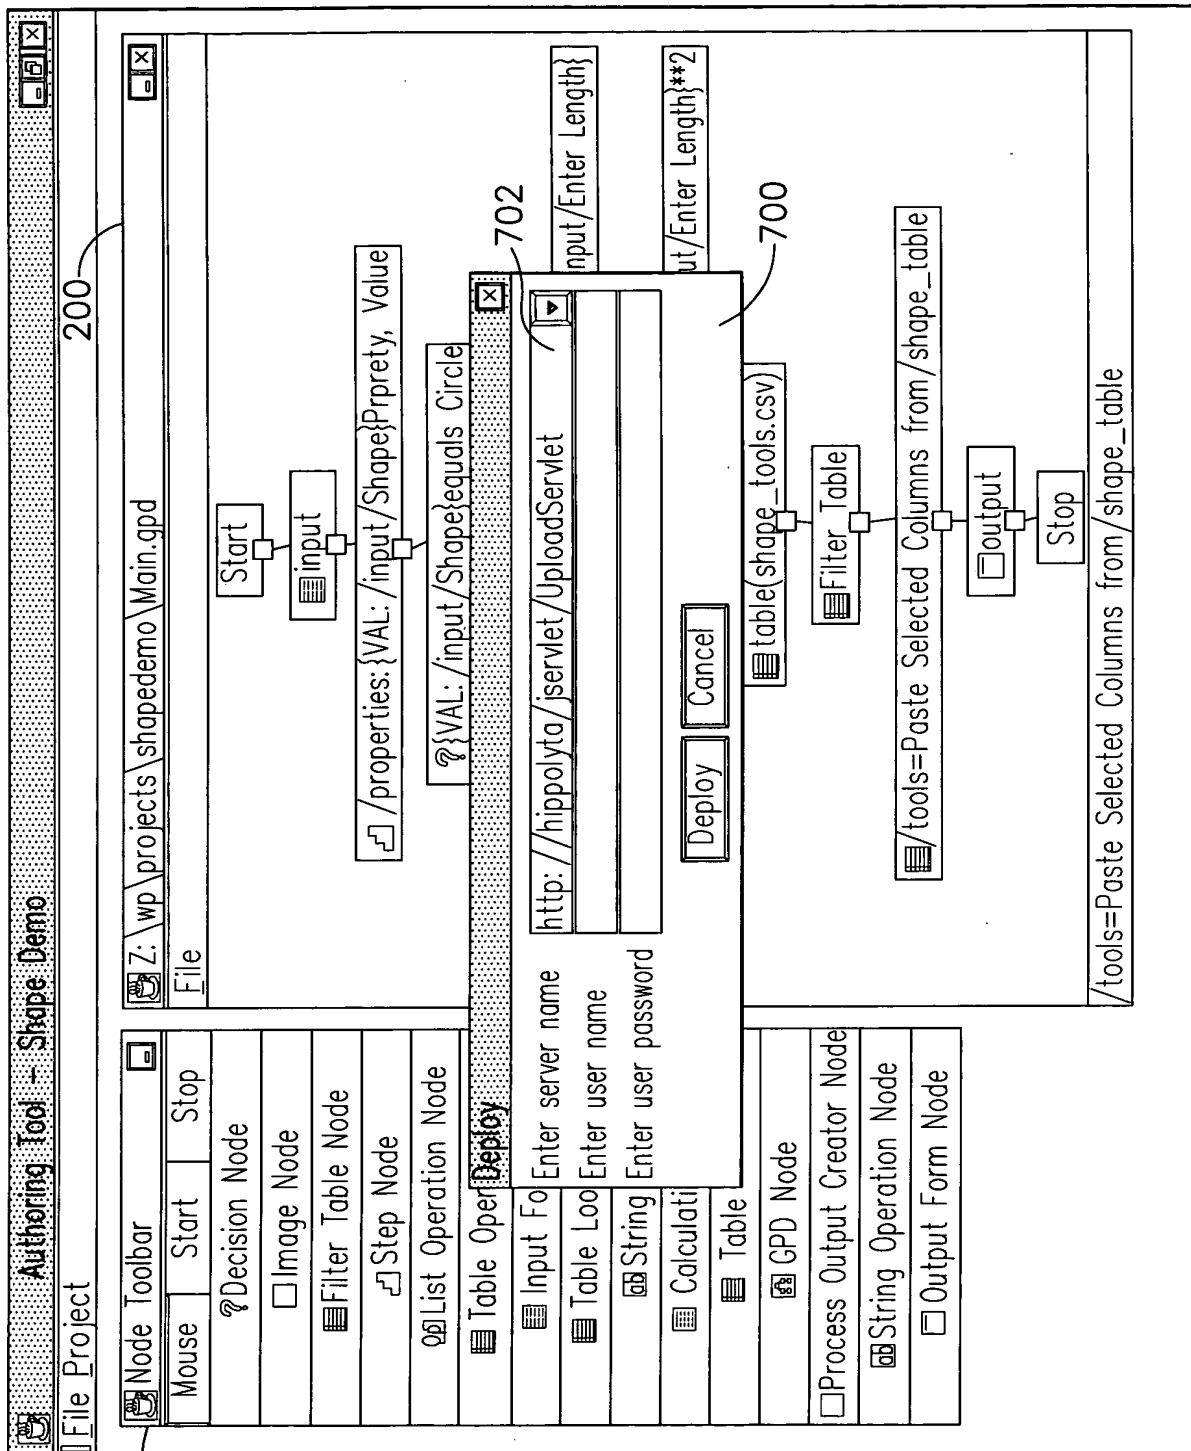 Authoring Tool - Shape Demo
File Project
Node Toolbar
Mouse Start Stop
?Decision Node
Image Node
Filter Table Node
Step Node
List Operation Node
Table Oper
Input Fo
Table Loo
ab String
Calculati
Table
GPD Node
Process Output Creator Node
ab String Operation Node
Output Form Node
200
Z: \wp\projects\shapedemo\Main.gpd
File
Start
input
/properties: {VAL: /input/Shape}Prprety, Value
?{VAL: /input/Shape}equals Circle
nput/Enter Length}
ut/Enter Length}**2
table(shape_tools.csv)
Filter Table
/tools=Paste Selected Columns from/shape_table
output
Stop
/tools=Paste Selected Columns from/shape_table
Deploy
702
Enter server name http: //hippolyta/jservlet/UploadServlet
Enter user name
Enter user password
Deploy Cancel
700